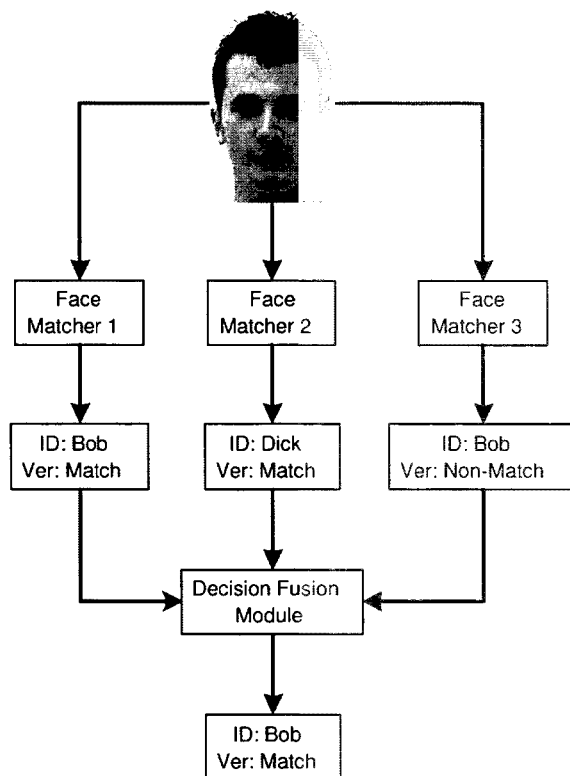 Face
Matcher 1
Face
Matcher 2
Face
Matcher 3
ID: Bob
Ver: Match
ID: Dick
Ver: Match
ID: Bob
Ver: Non-Match
Decision Fusion
Module
ID: Bob
Ver: Match